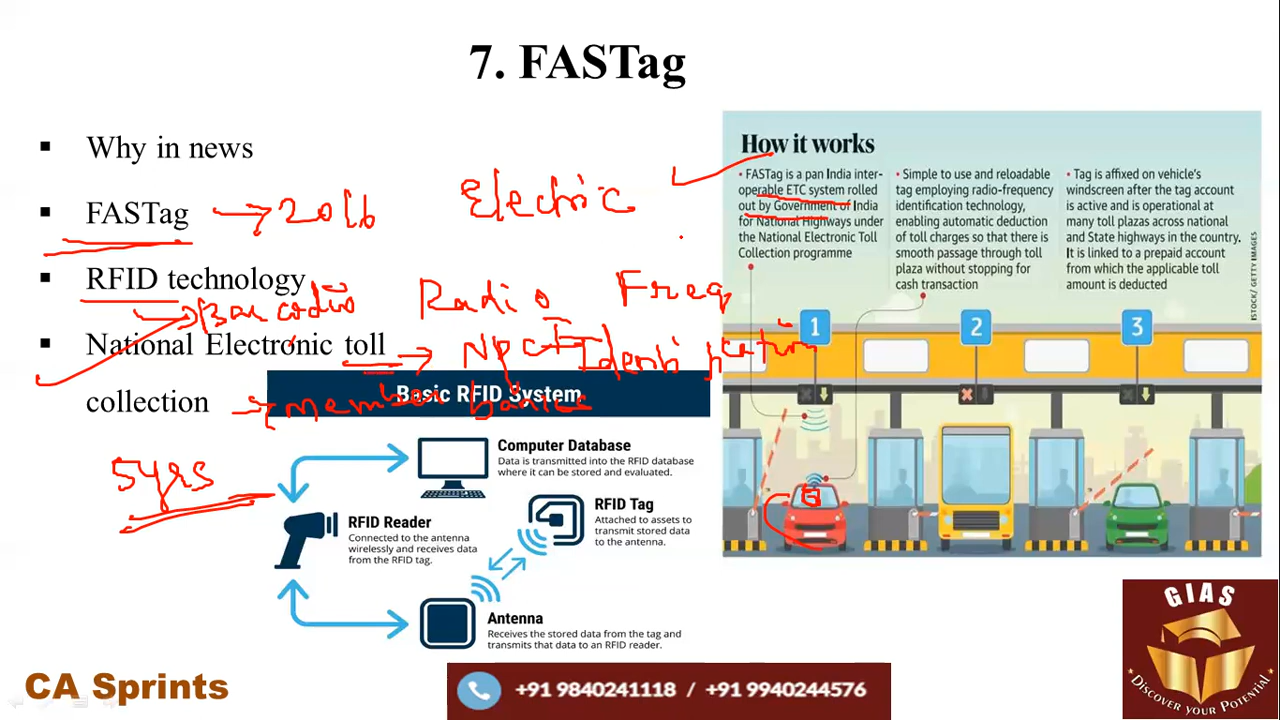 7. FASTag
Why in news
FASTag → 2016
Electric
RFID technology
Bar codes
Radio Freq
Identification
National Electronic toll → NPCI
collection → member banks
5yrs
How it works
• FASTag is a pan India inter-
operable ETC system rolled
out by Government of India
for National Highways under
the National Electronic Toll
Collection programme
• Simple to use and reloadable
tag employing radio-frequency
identification technology,
enabling automatic deduction
of toll charges so that there is
smooth passage through toll
plaza without stopping for
cash transaction
• Tag is affixed on vehicle's
windscreen after the tag account
is active and is operational at
many toll plazas across national
and State highways in the country.
It is linked to a prepaid account
from which the applicable toll
amount is deducted
ISTOCK/ GETTY IMAGES
1
2
3
Basic RFID System
Computer Database
Data is transmitted into the RFID database
where it can be stored and evaluated.
RFID Reader
Connected to the antenna
wirelessly and receives data
from the RFID tag.
RFID Tag
Attached to assets to
transmit stored data
to the antenna.
Antenna
Receives the stored data from the tag and
transmits that data to an RFID reader.
CA Sprints
+91 9840241118 / +91 9940244576
GIAS
DISCOVER YOUR POTENTIAL